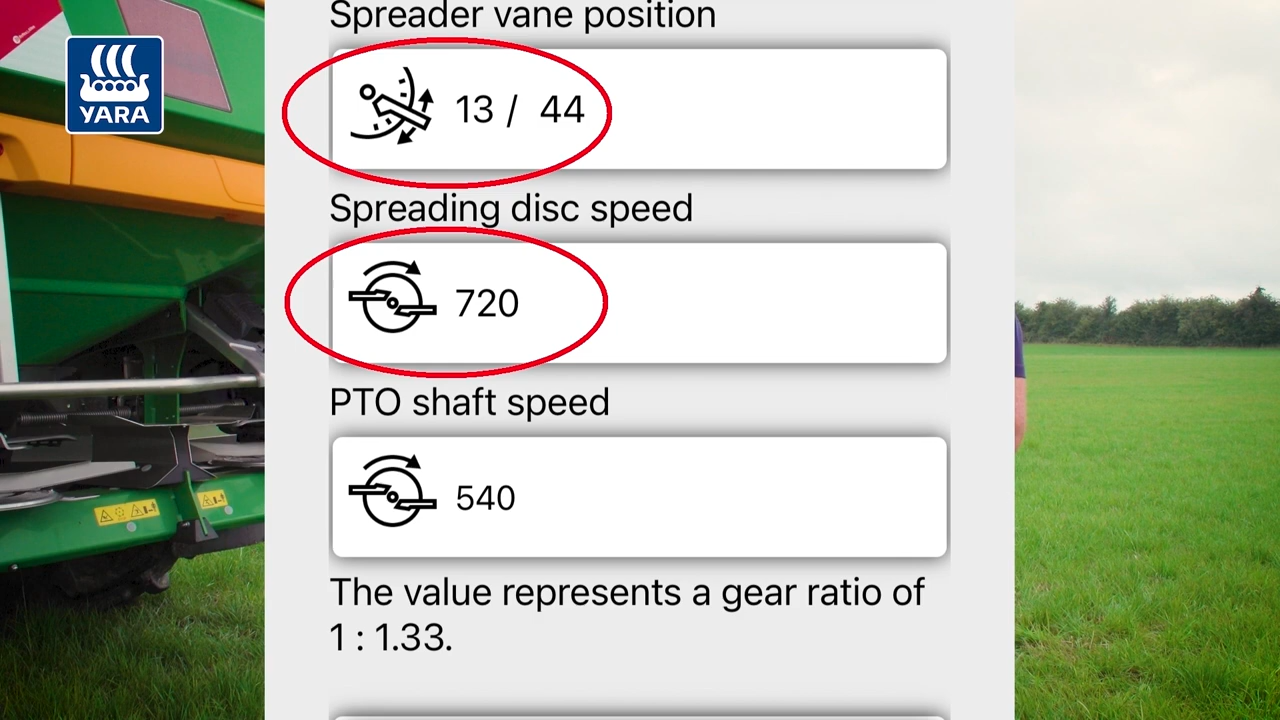 Spreader vane position
YARA
13 / 44
Spreading disc speed
720
PTO shaft speed
540
The value represents a gear ratio of
1 : 1.33.